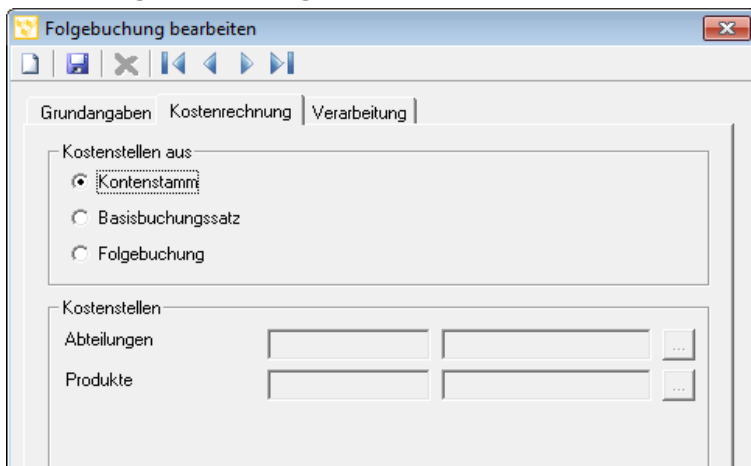 Folgebuchung bearbeiten
Grundangaben Kostenrechnung Verarbeitung
Kostenstellen aus
Kontenstamm
Basisbuchungssatz
Folgebuchung
Kostenstellen
Abteilungen ...
Produkte ...